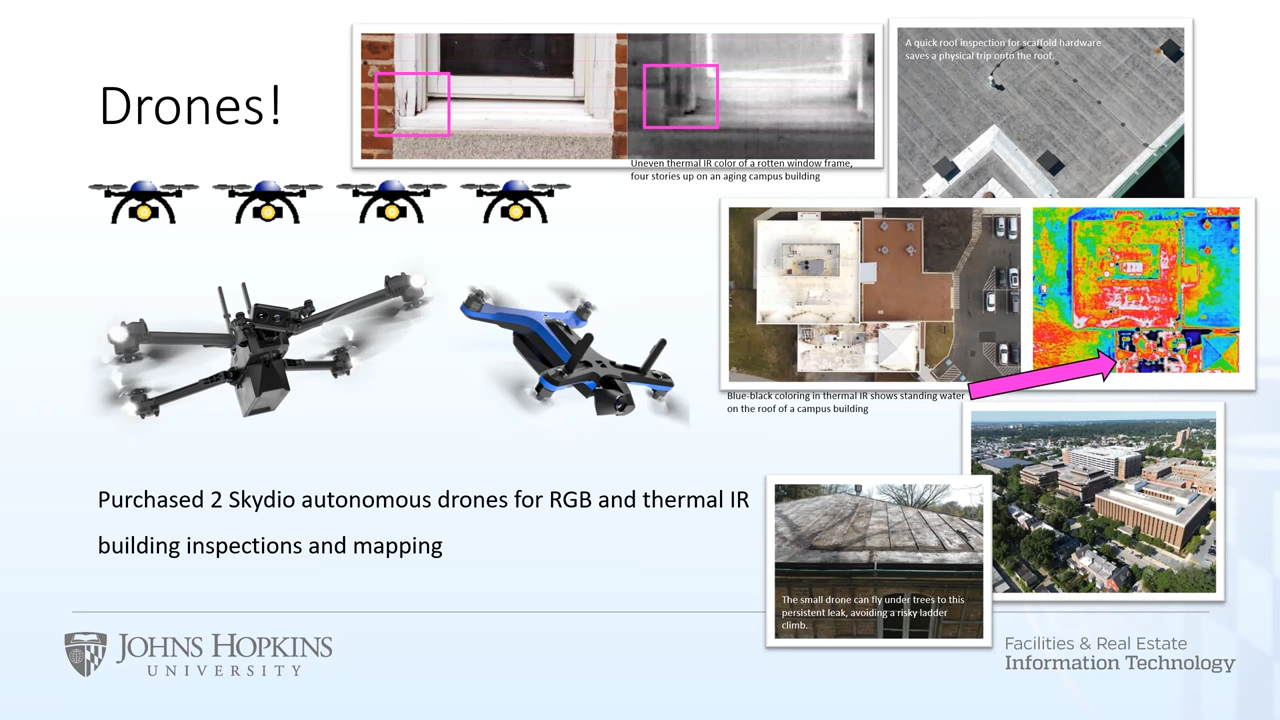 Drones!
Uneven thermal IR color of a rotten window frame,
four stories up on an aging campus building
A quick roof inspection for scaffold hardware
saves a physical trip onto the roof.
Blue-black coloring in thermal IR shows standing water
on the roof of a campus building
Purchased 2 Skydio autonomous drones for RGB and thermal IR
building inspections and mapping
The small drone can fly under trees to this
persistent leak, avoiding a risky ladder
climb.
JOHNS HOPKINS
UNIVERSITY
Facilities & Real Estate
Information Technology